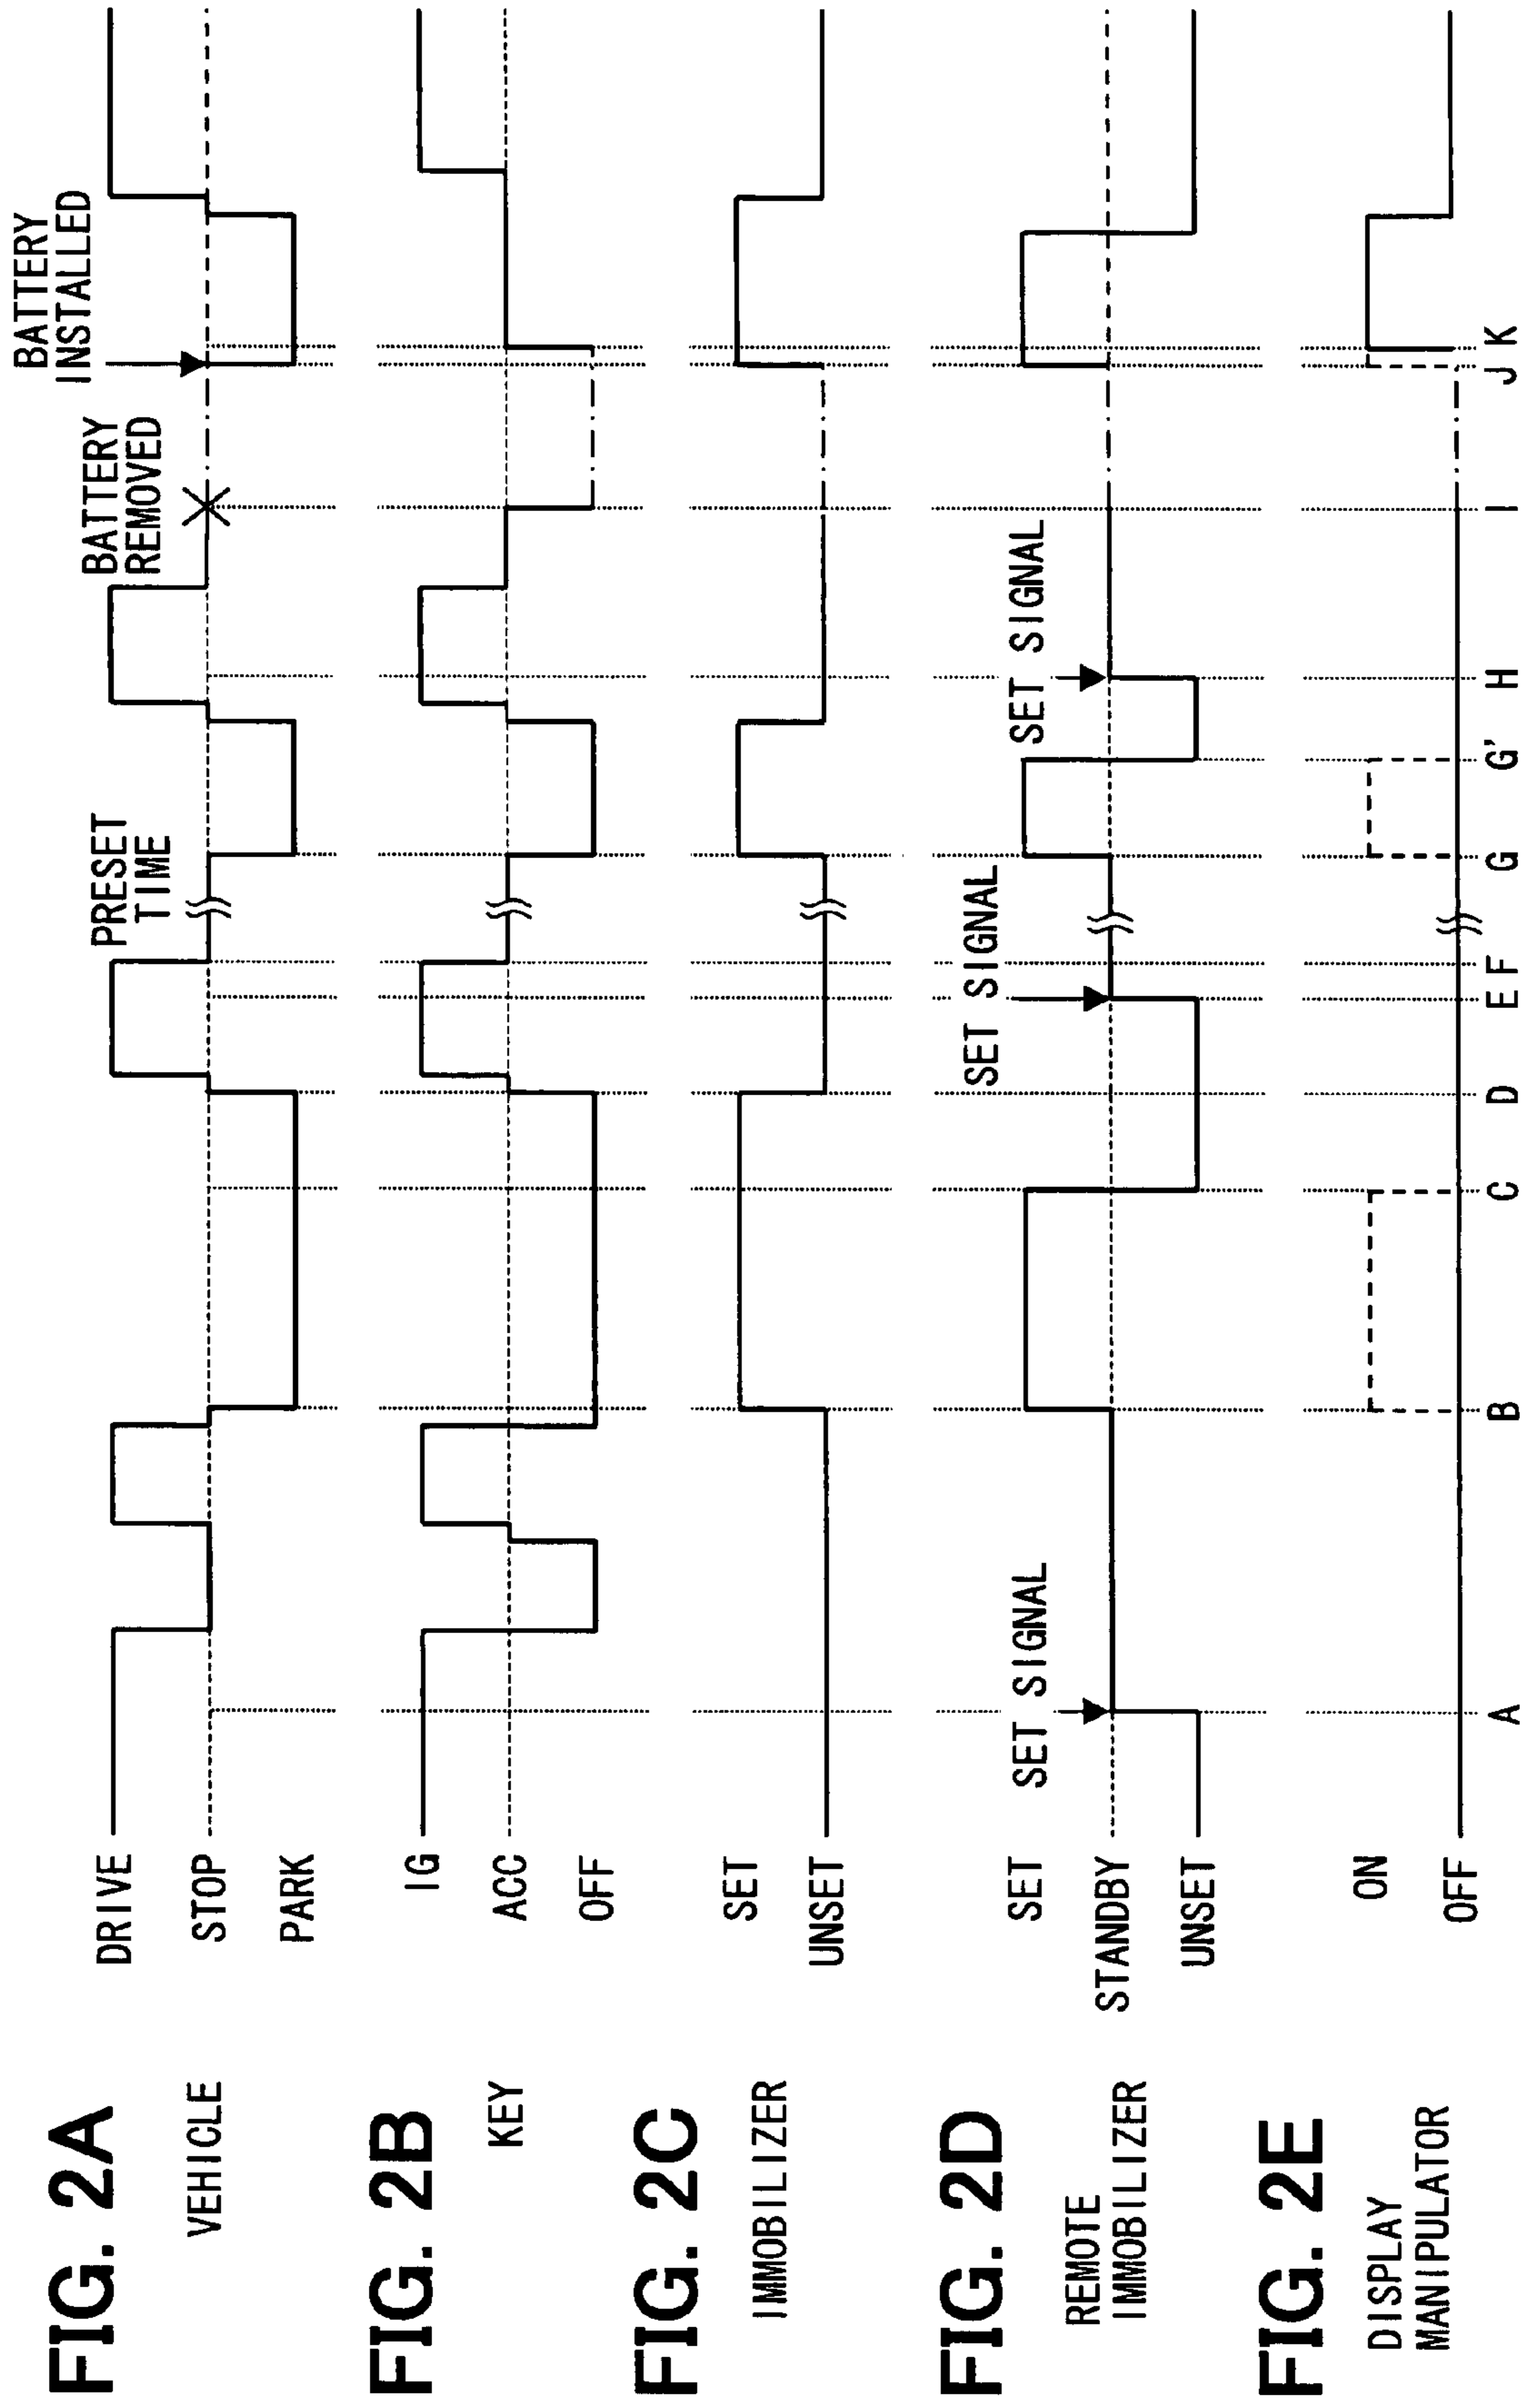 FIG. 2A
VEHICLE
DRIVE
STOP
PARK
PRESET
TIME
BATTERY
REMOVED
BATTERY
INSTALLED
FIG. 2B
KEY
IG
ACC
OFF
FIG. 2C
IMMOBILIZER
SET
UNSET
FIG. 2D
REMOTE
IMMOBILIZER
SET
STANDBY
UNSET
SET SIGNAL
SET SIGNAL
SET SIGNAL
FIG. 2E
DISPLAY
MANIPULATOR
ON
OFF
A B C D E F G G' H I J K